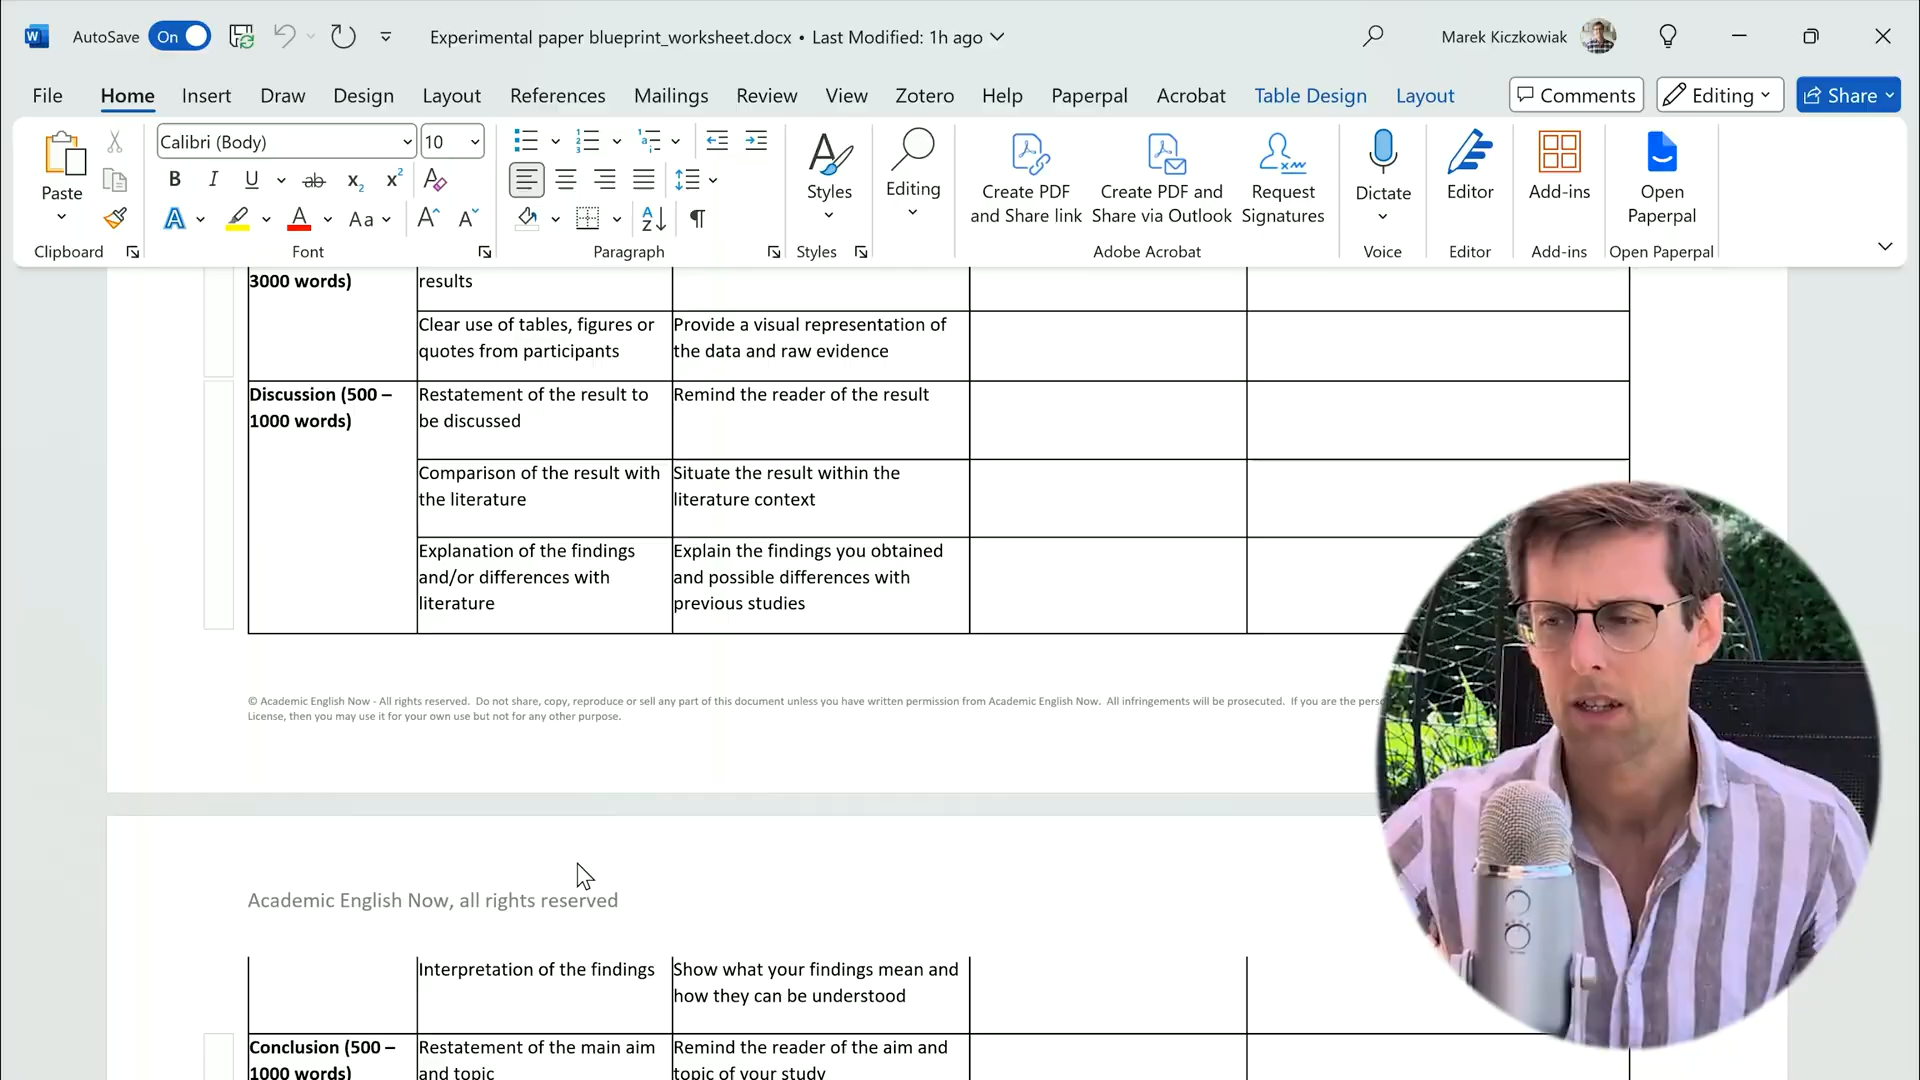 AutoSave On Experimental paper blueprint_worksheet.docx • Last Modified: 1h ago Marek Kiczkowiak
File Home Insert Draw Design Layout References Mailings Review View Zotero Help Paperpal Acrobat Table Design Layout Comments Editing Share
Calibri (Body) 10
Paste
Styles
Editing
Create PDF
and Share link
Create PDF and
Share via Outlook
Request
Signatures
Dictate
Editor
Add-ins
Open
Paperpal
Clipboard Font Paragraph Styles Adobe Acrobat Voice Editor Add-ins Open Paperpal
3000 words)
results
Clear use of tables, figures or
quotes from participants
Provide a visual representation of
the data and raw evidence
Discussion (500 –
1000 words)
Restatement of the result to
be discussed
Remind the reader of the result
Comparison of the result with
the literature
Situate the result within the
literature context
Explanation of the findings
and/or differences with
literature
Explain the findings you obtained
and possible differences with
previous studies
© Academic English Now - All rights reserved. Do not share, copy, reproduce or sell any part of this document unless you have written permission from Academic English Now. All infringements will be prosecuted. If you are the
License, then you may use it for your own use but not for any other purpose.
Academic English Now, all rights reserved
Interpretation of the findings
Show what your findings mean and
how they can be understood
Conclusion (500 –
1000 words)
Restatement of the main aim
and topic
Remind the reader of the aim and
topic of your study